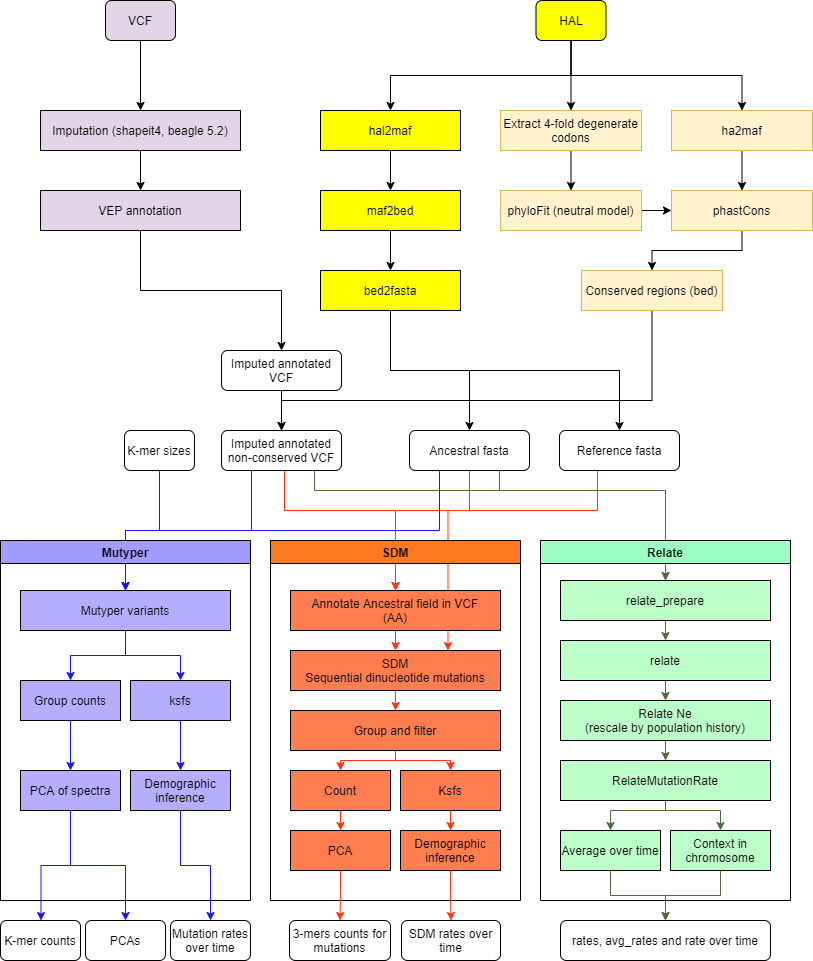 VCF
HAL
Imputation (shapeit4, beagle 5.2)
hal2maf
Extract 4-fold degenerate
codons
ha2maf
VEP annotation
maf2bed
phyloFit (neutral model)
phastCons
bed2fasta
Conserved regions (bed)
Imputed annotated
VCF
K-mer sizes
Imputed annotated
non-conserved VCF
Ancestral fasta
Reference fasta
Mutyper
SDM
Relate
Mutyper variants
Annotate Ancestral field in VCF
(AA)
relate_prepare
SDM
Sequential dinucleotide mutations
relate
Group counts
ksfs
Group and filter
Relate Ne
(rescale by population history)
PCA of spectra
Demographic
inference
Count
Ksfs
RelateMutationRate
PCA
Demographic
inference
Average over time
Context in
chromosome
K-mer counts
PCAs
Mutation rates
over time
3-mers counts for
mutations
SDM rates over
time
rates, avg_rates and rate over time